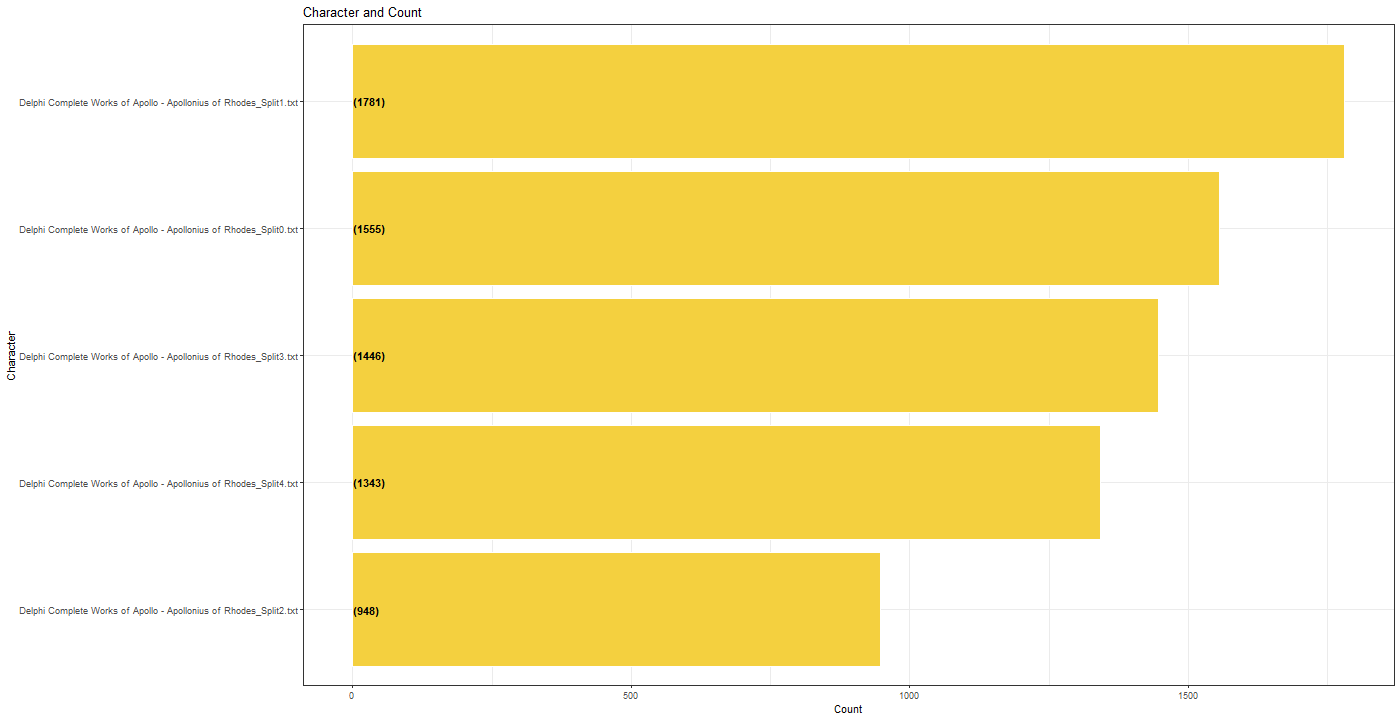 Character and Count
Character
Delphi Complete Works of Apollo - Apollonius of Rhodes_Split1.txt
(1781)
Delphi Complete Works of Apollo - Apollonius of Rhodes_Split0.txt
(1555)
Delphi Complete Works of Apollo - Apollonius of Rhodes_Split3.txt
(1446)
Delphi Complete Works of Apollo - Apollonius of Rhodes_Split4.txt
(1343)
Delphi Complete Works of Apollo - Apollonius of Rhodes_Split2.txt
(948)
0 500 1000 1500
Count